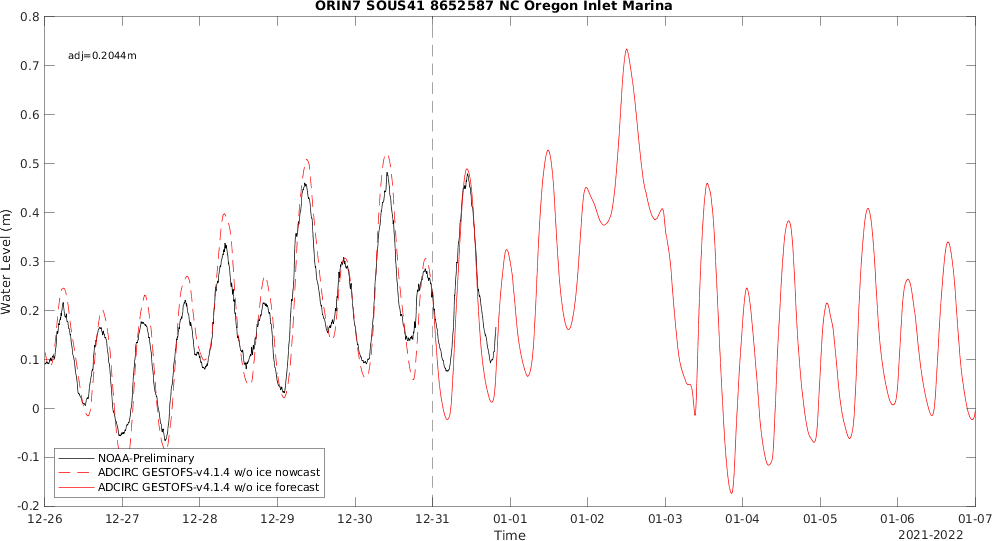 ORIN7 SOUS41 8652587 NC Oregon Inlet Marina
adj=0.2044m
Water Level (m)
0.8
0.7
0.6
0.5
0.4
0.3
0.2
0.1
0
-0.1
-0.2
NOAA-Preliminary
ADCIRC GESTOFS-v4.1.4 w/o ice nowcast
ADCIRC GESTOFS-v4.1.4 w/o ice forecast
12-26 12-27 12-28 12-29 12-30 12-31 01-01 01-02 01-03 01-04 01-05 01-06 01-07
Time
2021-2022